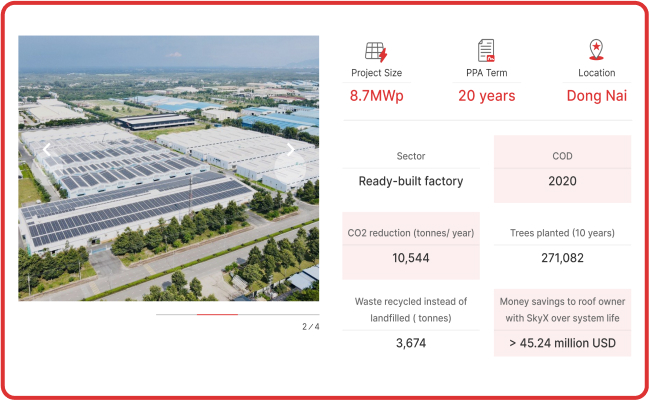 Project Size
8.7MWp
PPA Term
20 years
Location
Dong Nai
Sector
Ready-built factory
COD
2020
CO2 reduction (tonnes/ year)
10,544
Trees planted (10 years)
271,082
Waste recycled instead of
landfilled ( tonnes)
3,674
Money savings to roof owner
with SkyX over system life
> 45.24 million USD
2/4